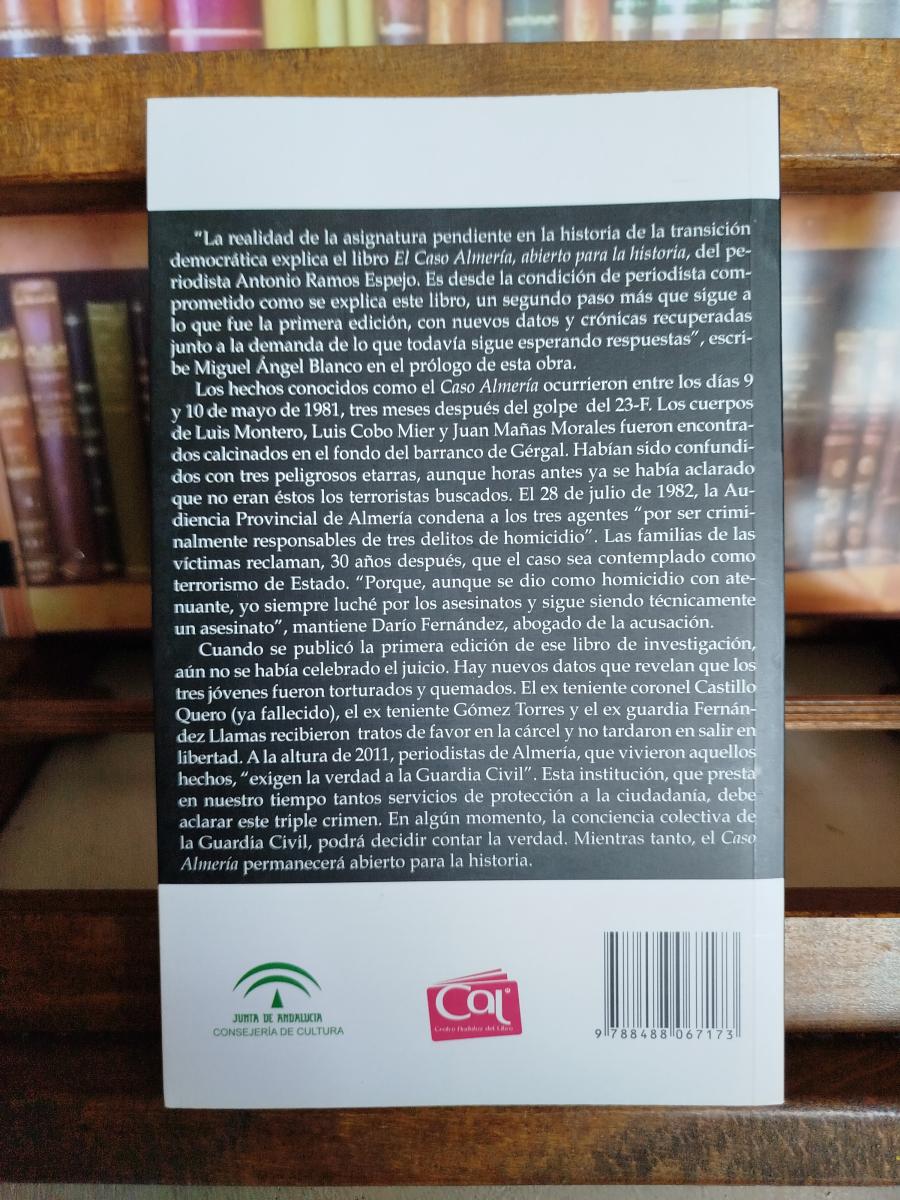 “La realidad de la asignatura pendiente en la historia de la transición
democrática explica el libro El Caso Almería, abierto para la historia, del pe-
riodista Antonio Ramos Espejo. Es desde la condición de periodista com-
prometido como se explica este libro, un segundo paso más que sigue a
lo que fue la primera edición, con nuevos datos y crónicas recuperadas
junto a la demanda de lo que todavía sigue esperando respuestas”, escri-
be Miguel Ángel Blanco en el prólogo de esta obra.
Los hechos conocidos como el Caso Almería ocurrieron entre los días 9
y 10 de mayo de 1981, tres meses después del golpe del 23-F. Los cuerpos
de Luis Montero, Luis Cobo Mier y Juan Mañas Morales fueron encontra-
dos calcinados en el fondo del barranco de Gérgal. Habían sido confundi-
dos con tres peligrosos etarras, aunque horas antes ya se había aclarado
que no eran éstos los terroristas buscados. El 28 de julio de 1982, la Au-
diencia Provincial de Almería condena a los tres agentes “por ser crimi-
nalmente responsables de tres delitos de homicidio”. Las familias de las
víctimas reclaman, 30 años después, que el caso sea contemplado como
terrorismo de Estado. “Porque, aunque se dio como homicidio con ate-
nuante, yo siempre luché por los asesinatos y sigue siendo técnicamente
un asesinato”, mantiene Darío Fernández, abogado de la acusación.
Cuando se publicó la primera edición de ese libro de investigación,
aún no se había celebrado el juicio. Hay nuevos datos que revelan que los
tres jóvenes fueron torturados y quemados. El ex teniente coronel Castillo
Quero (ya fallecido), el ex teniente Gómez Torres y el ex guardia Fernán-
dez Llamas recibieron tratos de favor en la cárcel y no tardaron en salir en
libertad. A la altura de 2011, periodistas de Almería, que vivieron aquellos
hechos, “exigen la verdad a la Guardia Civil”. Esta institución, que presta
en nuestro tiempo tantos servicios de protección a la ciudadanía, debe
aclarar este triple crimen. En algún momento, la conciencia colectiva de
la Guardia Civil, podrá decidir contar la verdad. Mientras tanto, el Caso
Almería permanecerá abierto para la historia.
JUNTA DE ANDALUCIA
CONSEJERÍA DE CULTURA
Cal
Centro Andaluz del Libro
9 788488 067173